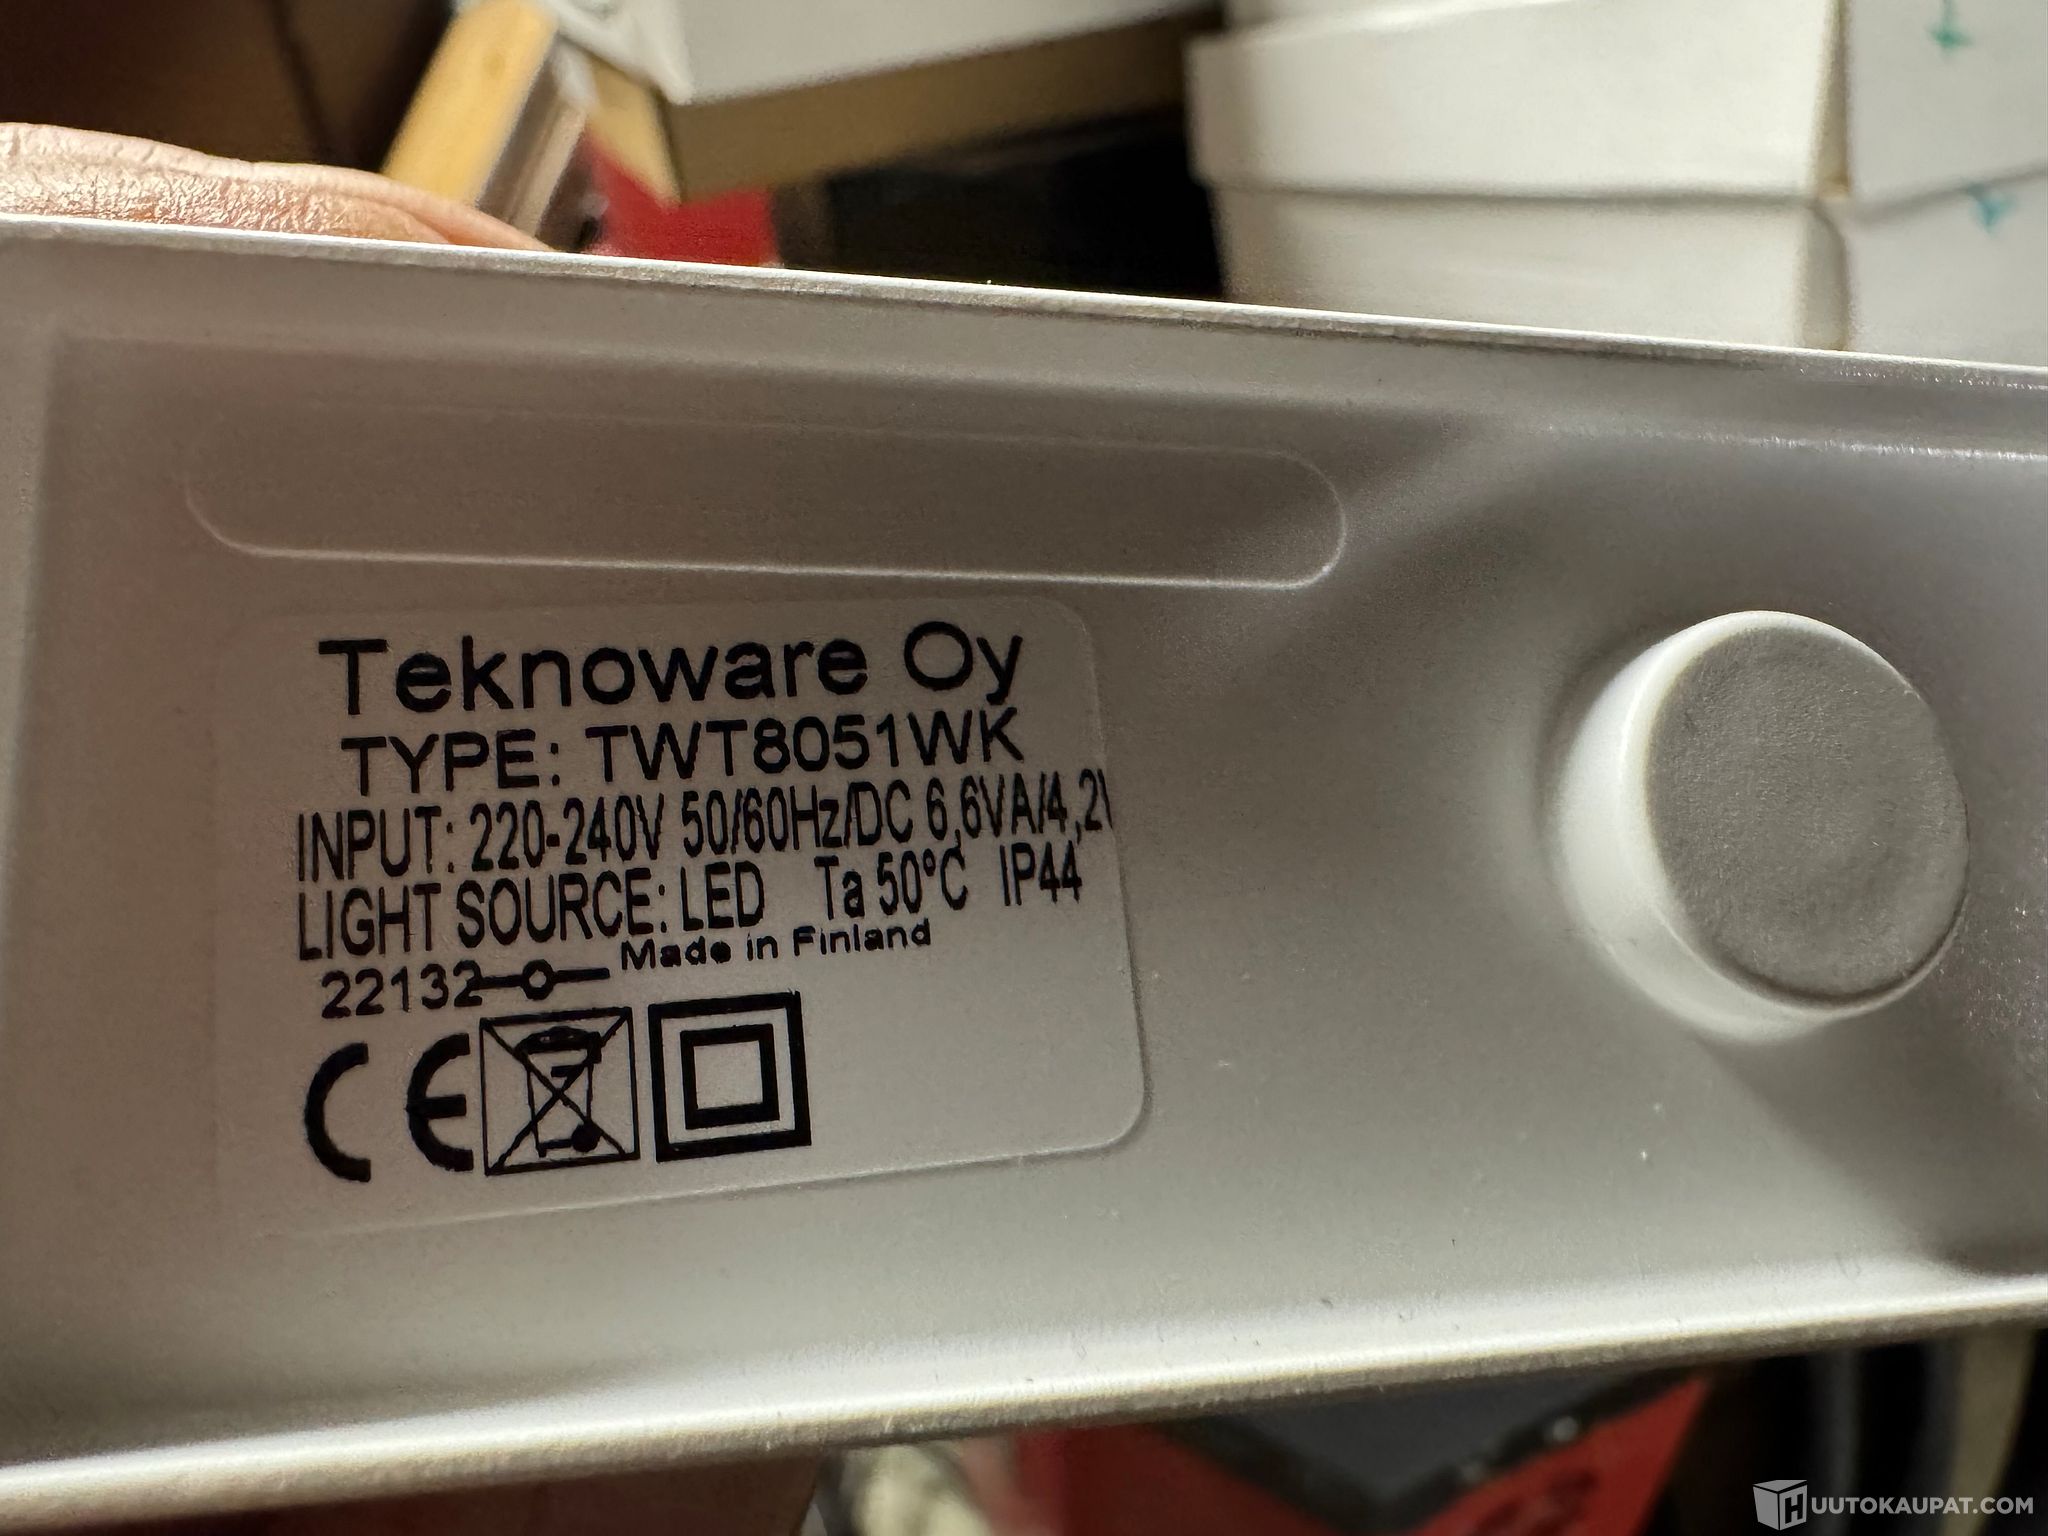 Teknoware Oy
TYPE: TWT8051WK
INPUT: 220-240V 50/60Hz/DC 6,6VA/4,2
LIGHT SOURCE: LED Ta 50°C IP44
22132 Made in Finland
CE
HUUTOKAUPAT.COM